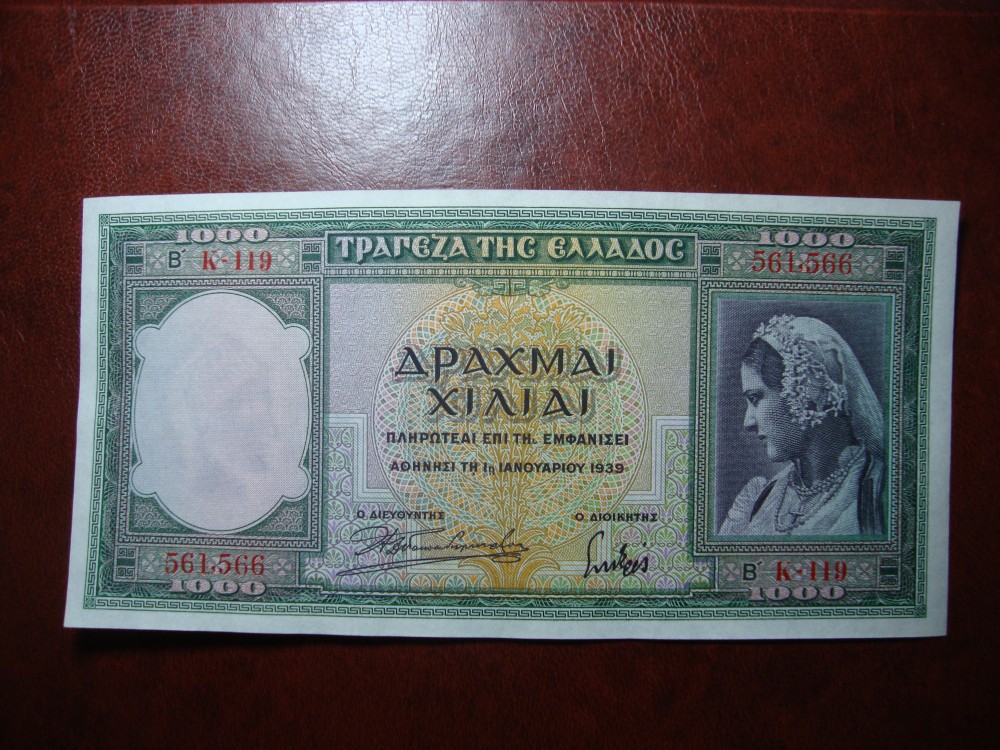 1000
1000
ΤΡΑΠΕΖΑ ΤΗΣ ΕΛΛΑΔΟΣ
Β΄ Κ-119
561,566
ΔΡΑΧΜΑΙ
ΧΙΛΙΑΙ
ΠΛΗΡΩΤΕΑΙ ΕΠΙ ΤΗ. ΕΜΦΑΝΙΣΕΙ
ΑΘΗΝΗΣΙ ΤΗ 1η ΙΑΝΟΥΑΡΙΟΥ 1939
Ο ΔΙΕΥΘΥΝΤΗΣ
Ο ΔΙΟΙΚΗΤΗΣ
561,566
Β΄ Κ-119
1000
1000